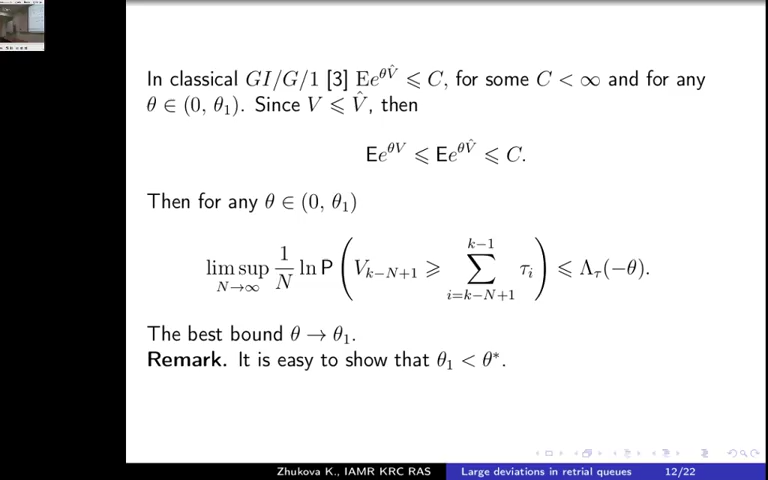 In classical GI/G/1 [3] Ee^{θV̂} ⩽ C, for some C < ∞ and for any
θ ∈ (0, θ₁). Since V ⩽ V̂, then
Ee^{θV} ⩽ Ee^{θV̂} ⩽ C.
Then for any θ ∈ (0, θ₁)
lim sup_{N→∞} \frac{1}{N} ln P ( V_{k−N+1} ⩾ ∑_{i=k−N+1}^{k−1} τ_i ) ⩽ Λ_τ(−θ).
The best bound θ → θ₁.
Remark. It is easy to show that θ₁ < θ*.
Zhukova K., IAMR KRC RAS Large deviations in retrial queues 12/22